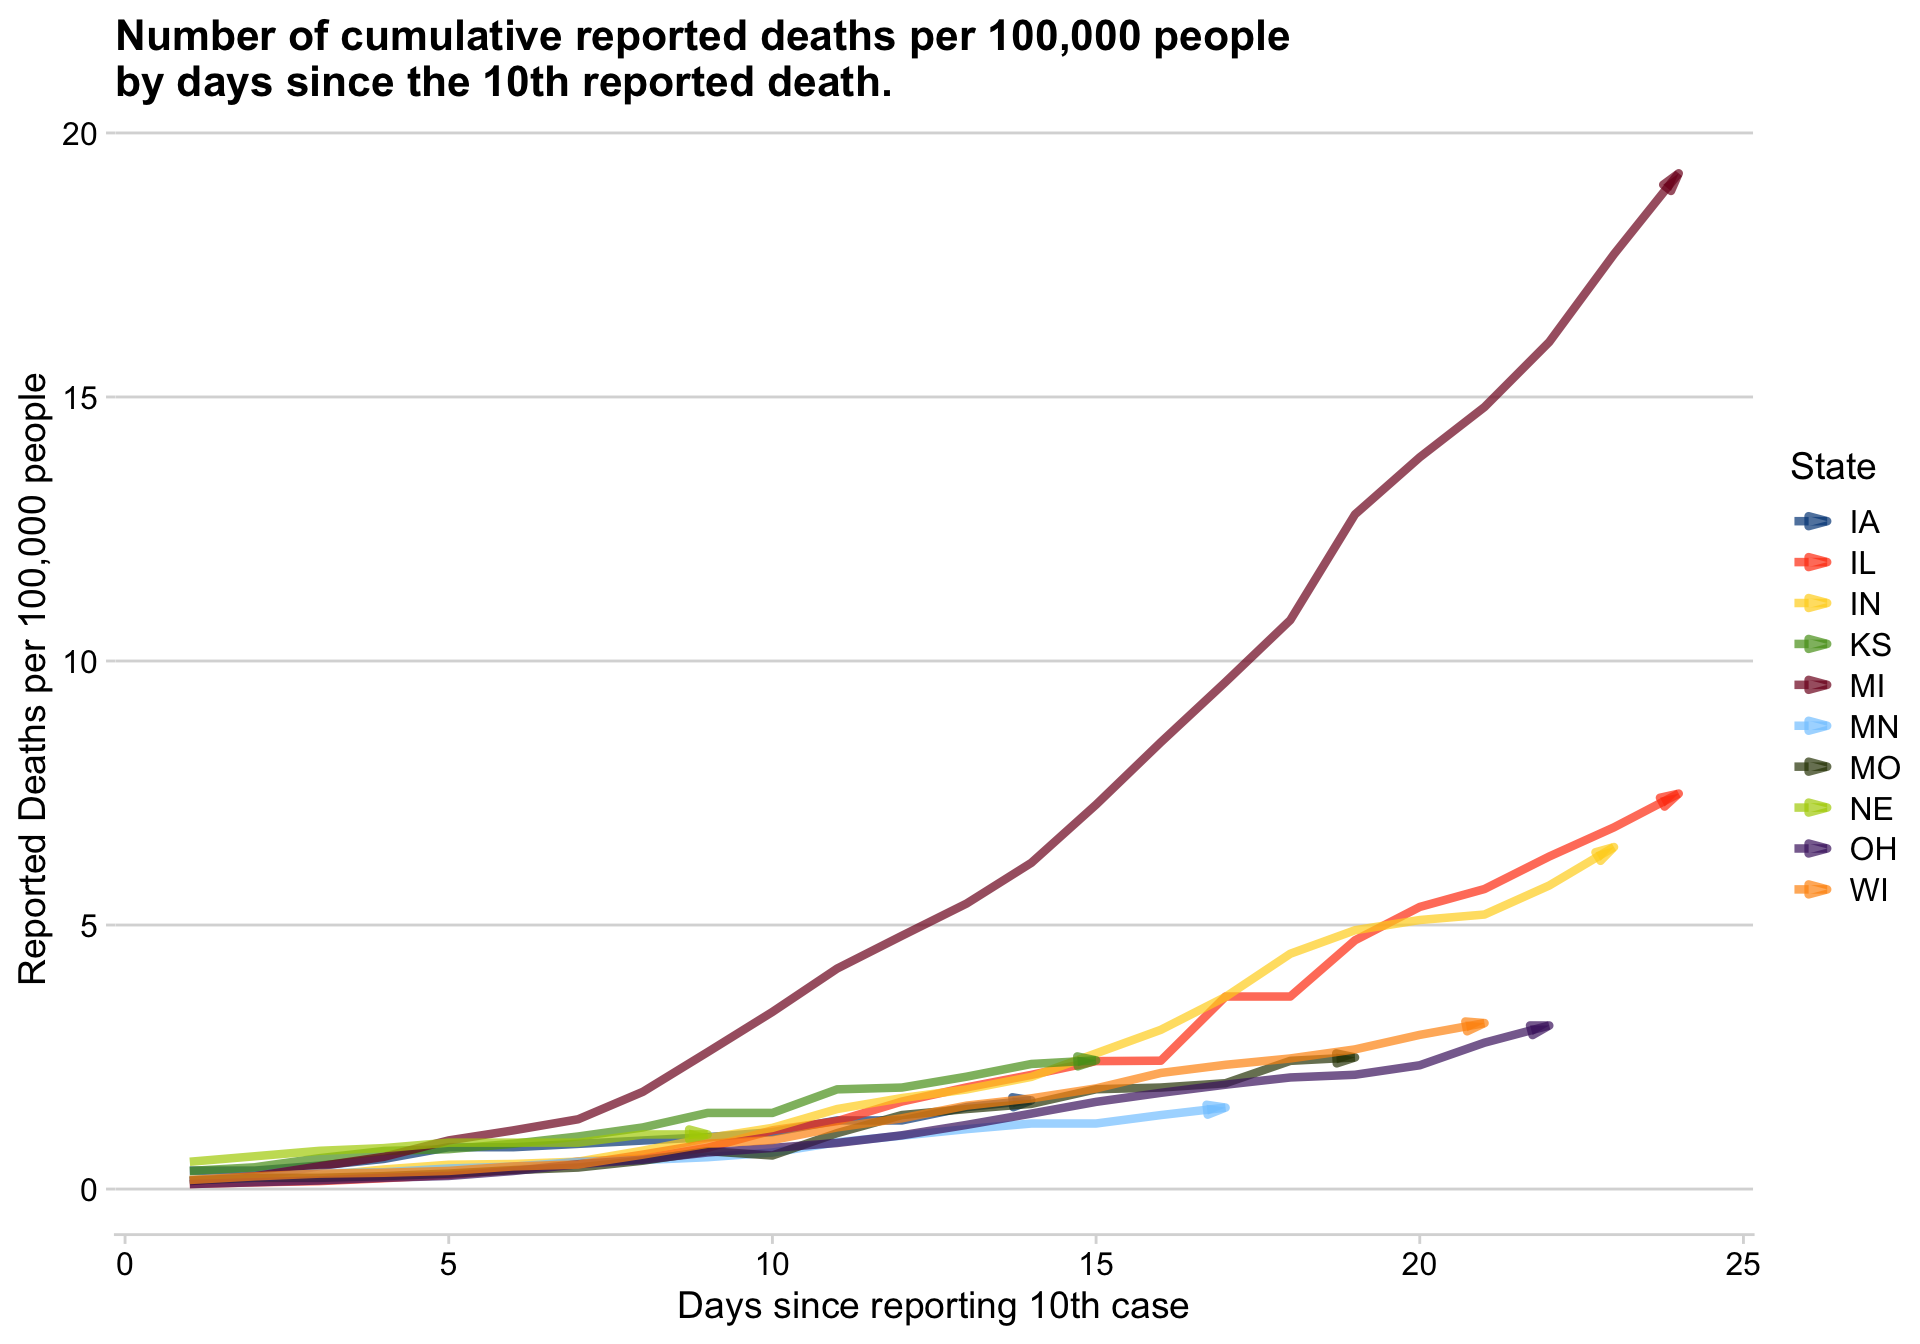 Number of cumulative reported deaths per 100,000 people
by days since the 10th reported death.
20
15
10
5
0
Reported Deaths per 100,000 people
0 5 10 15 20 25
Days since reporting 10th case
State
IA
IL
IN
KS
MI
MN
MO
NE
OH
WI